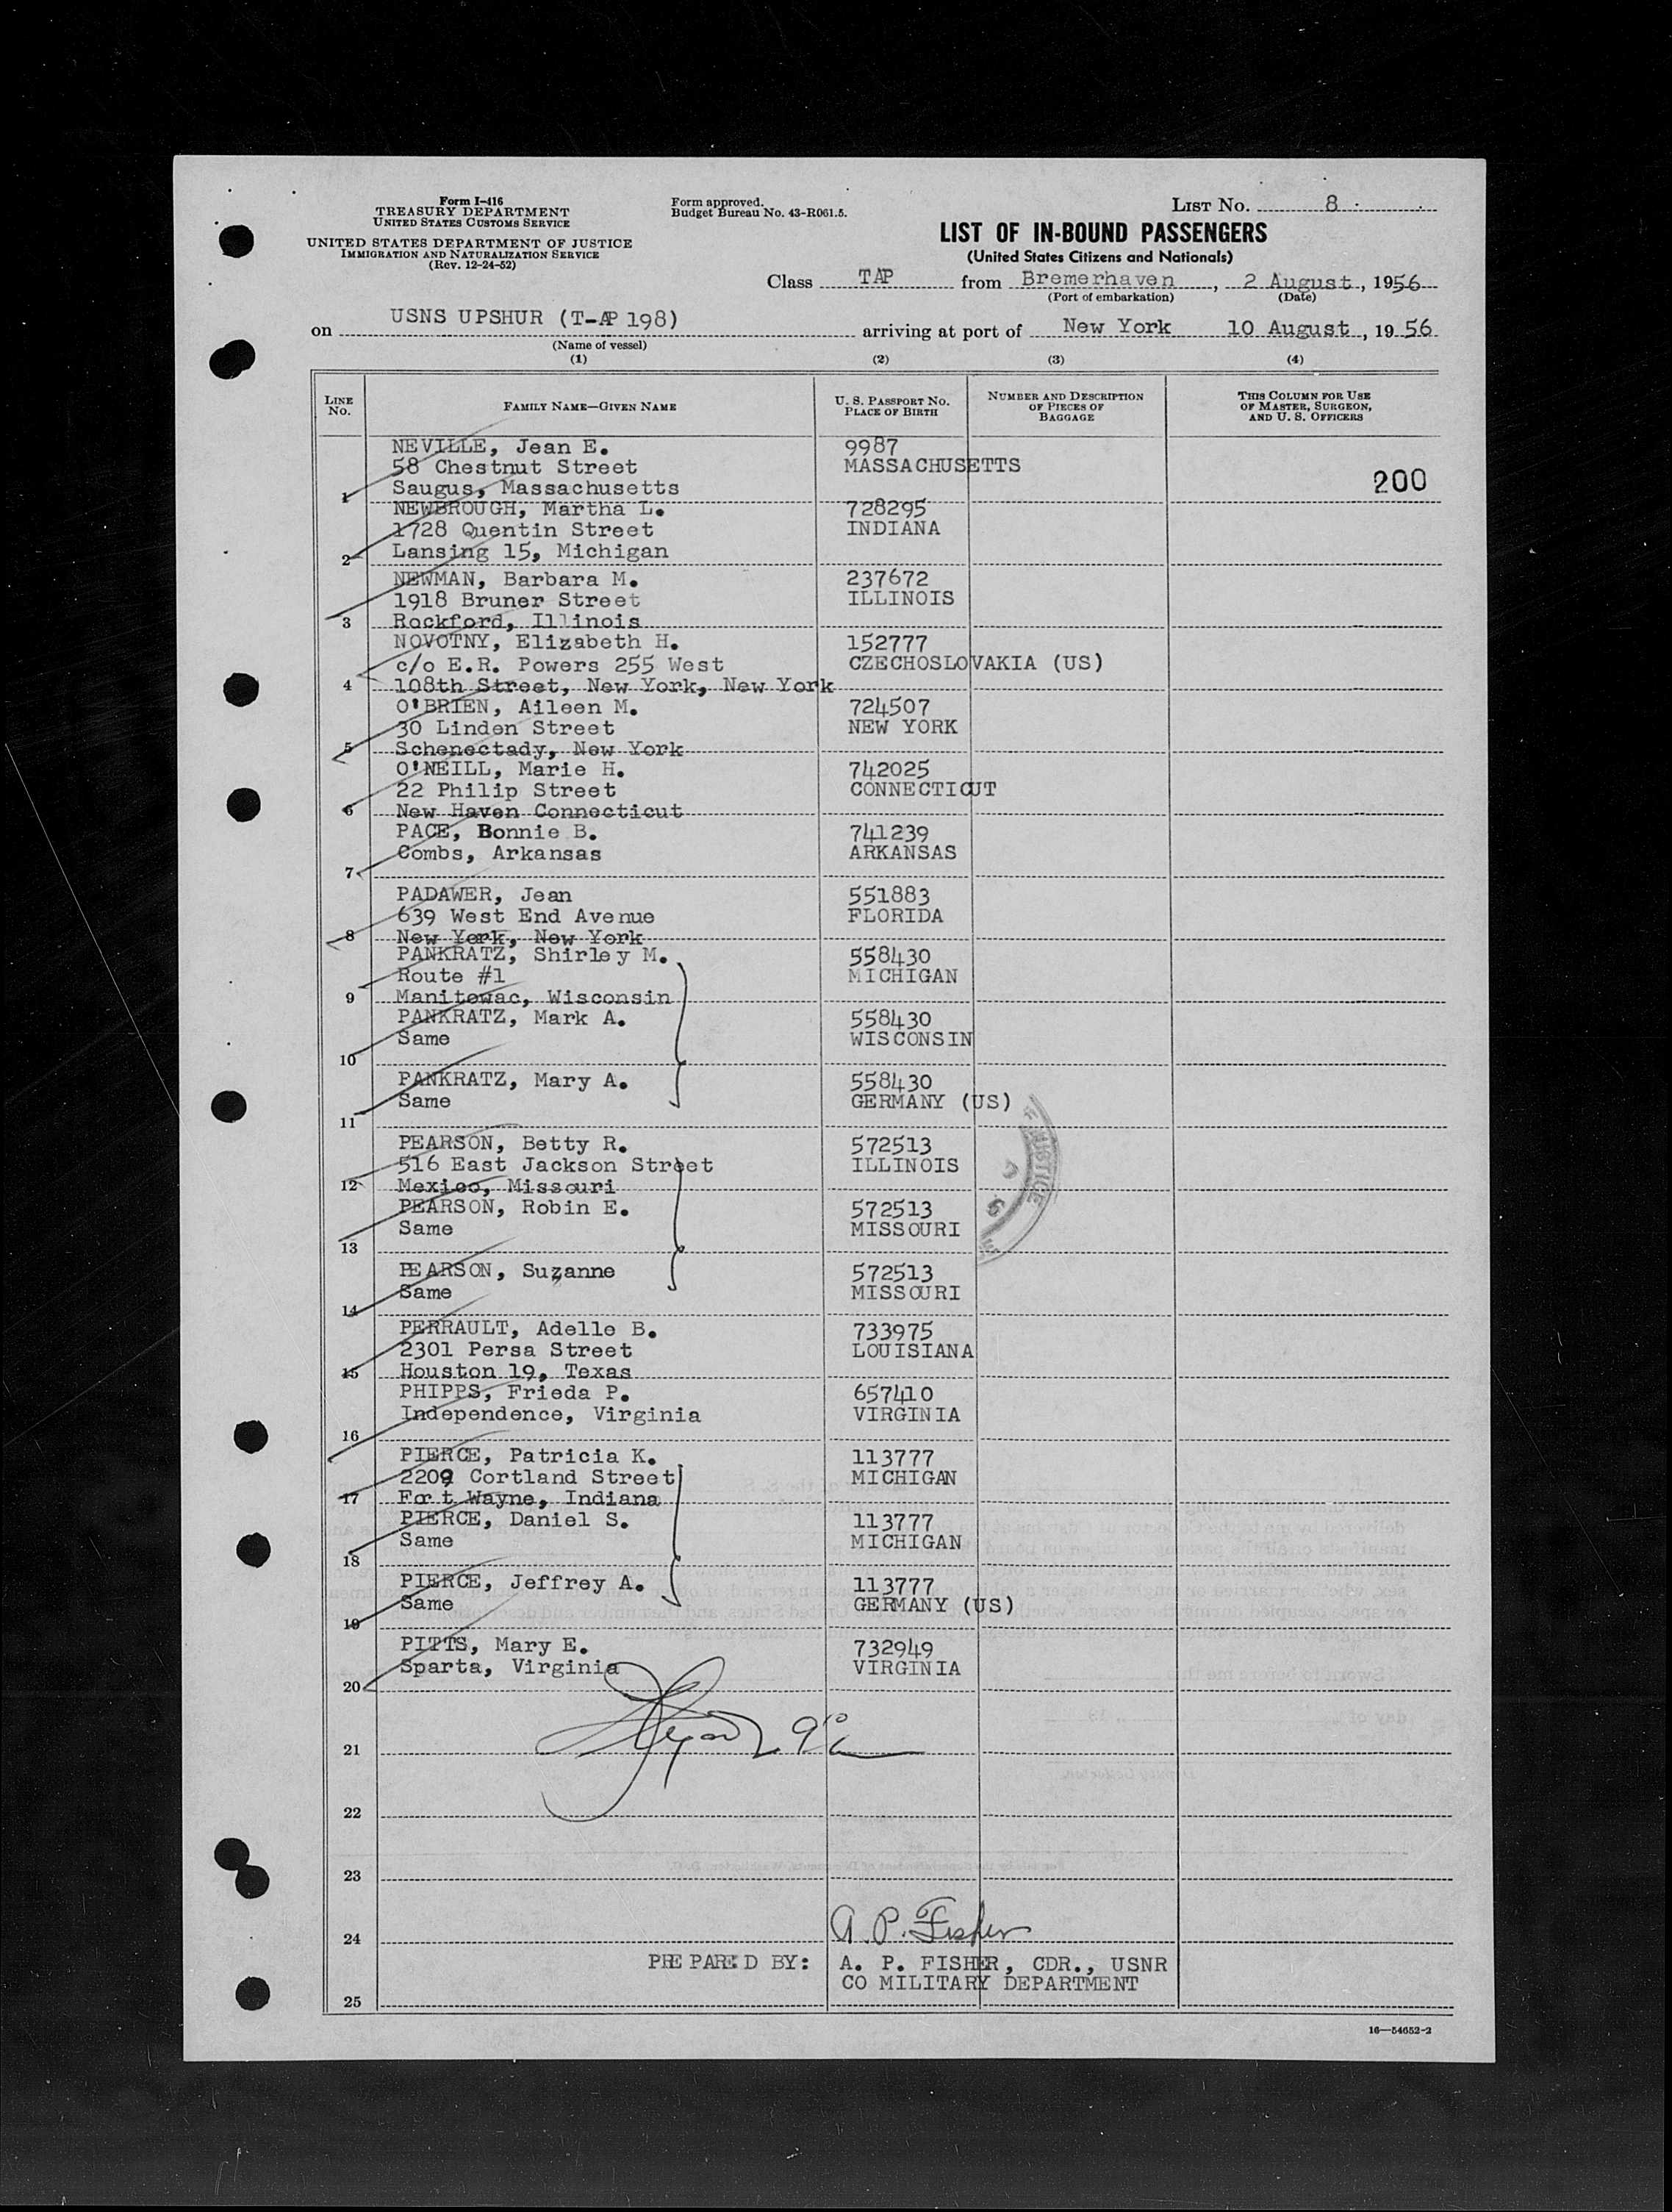 Form I-416
TREASURY DEPARTMENT
UNITED STATES CUSTOMS SERVICE
UNITED STATES DEPARTMENT OF JUSTICE
IMMIGRATION AND NATURALIZATION SERVICE
(Rev. 12-24-52)
Form approved.
Budget Bureau No. 43-R061.5.
LIST No. 8
LIST OF IN-BOUND PASSENGERS
(United States Citizens and Nationals)
Class TAP from Bremerhaven, 2 August, 1956
(Port of embarkation) (Date)
on USNS UPSHUR (T-AP 198) arriving at port of New York 10 August, 1956
(Name of vessel)
(1) (2) (3) (4)
LINE No. FAMILY NAME—GIVEN NAME U. S. PASSPORT No. PLACE OF BIRTH NUMBER AND DESCRIPTION OF PIECES OF BAGGAGE THIS COLUMN FOR USE OF MASTER, SURGEON, AND U. S. OFFICERS
NEVILLE, Jean E. 9987
58 Chestnut Street MASSACHUSETTS
200
1 Saugus, Massachusetts
NEWBROUGH, Martha L. 728295
1728 Quentin Street INDIANA
2 Lansing 15, Michigan
NEWMAN, Barbara M. 237672
1918 Bruner Street ILLINOIS
3 Rockford, Illinois
NOVOTNY, Elizabeth H. 152777
c/o E.R. Powers 255 West CZECHOSLOVAKIA (US)
4 108th Street, New York, New York
O'BRIEN, Aileen M. 724507
30 Linden Street NEW YORK
5 Schenectady, New York
O'NEILL, Marie H. 742025
22 Philip Street CONNECTICUT
6 New Haven Connecticut
PACE, Bonnie B. 741239
Combs, Arkansas ARKANSAS
7
PADAWER, Jean 551883
639 West End Avenue FLORIDA
8 New York, New York
PANKRATZ, Shirley M. 558430
Route #1 MICHIGAN
9 Manitowac, Wisconsin
PANKRATZ, Mark A. 558430
Same WISCONSIN
10
PANKRATZ, Mary A. 558430
Same GERMANY (US)
11
PEARSON, Betty R. 572513
516 East Jackson Street ILLINOIS
12 Mexico, Missouri
PEARSON, Robin E. 572513
Same MISSOURI
13
PEARSON, Suzanne 572513
Same MISSOURI
14
PERRAULT, Adelle B. 733975
2301 Persa Street LOUISIANA
15 Houston 19, Texas
PHIPPS, Frieda P. 657410
Independence, Virginia VIRGINIA
16
PIERCE, Patricia K. 113777
2209 Cortland Street MICHIGAN
17 Fort Wayne, Indiana
PIERCE, Daniel S. 113777
Same MICHIGAN
18
PIERCE, Jeffrey A. 113777
Same GERMANY (US)
19
PITTS, Mary E. 732949
Sparta, Virginia VIRGINIA
20
21
22
23
A. P. Fisher
24
PREPARED BY: A. P. FISHER, CDR., USNR
CO MILITARY DEPARTMENT
25
16—54652-2